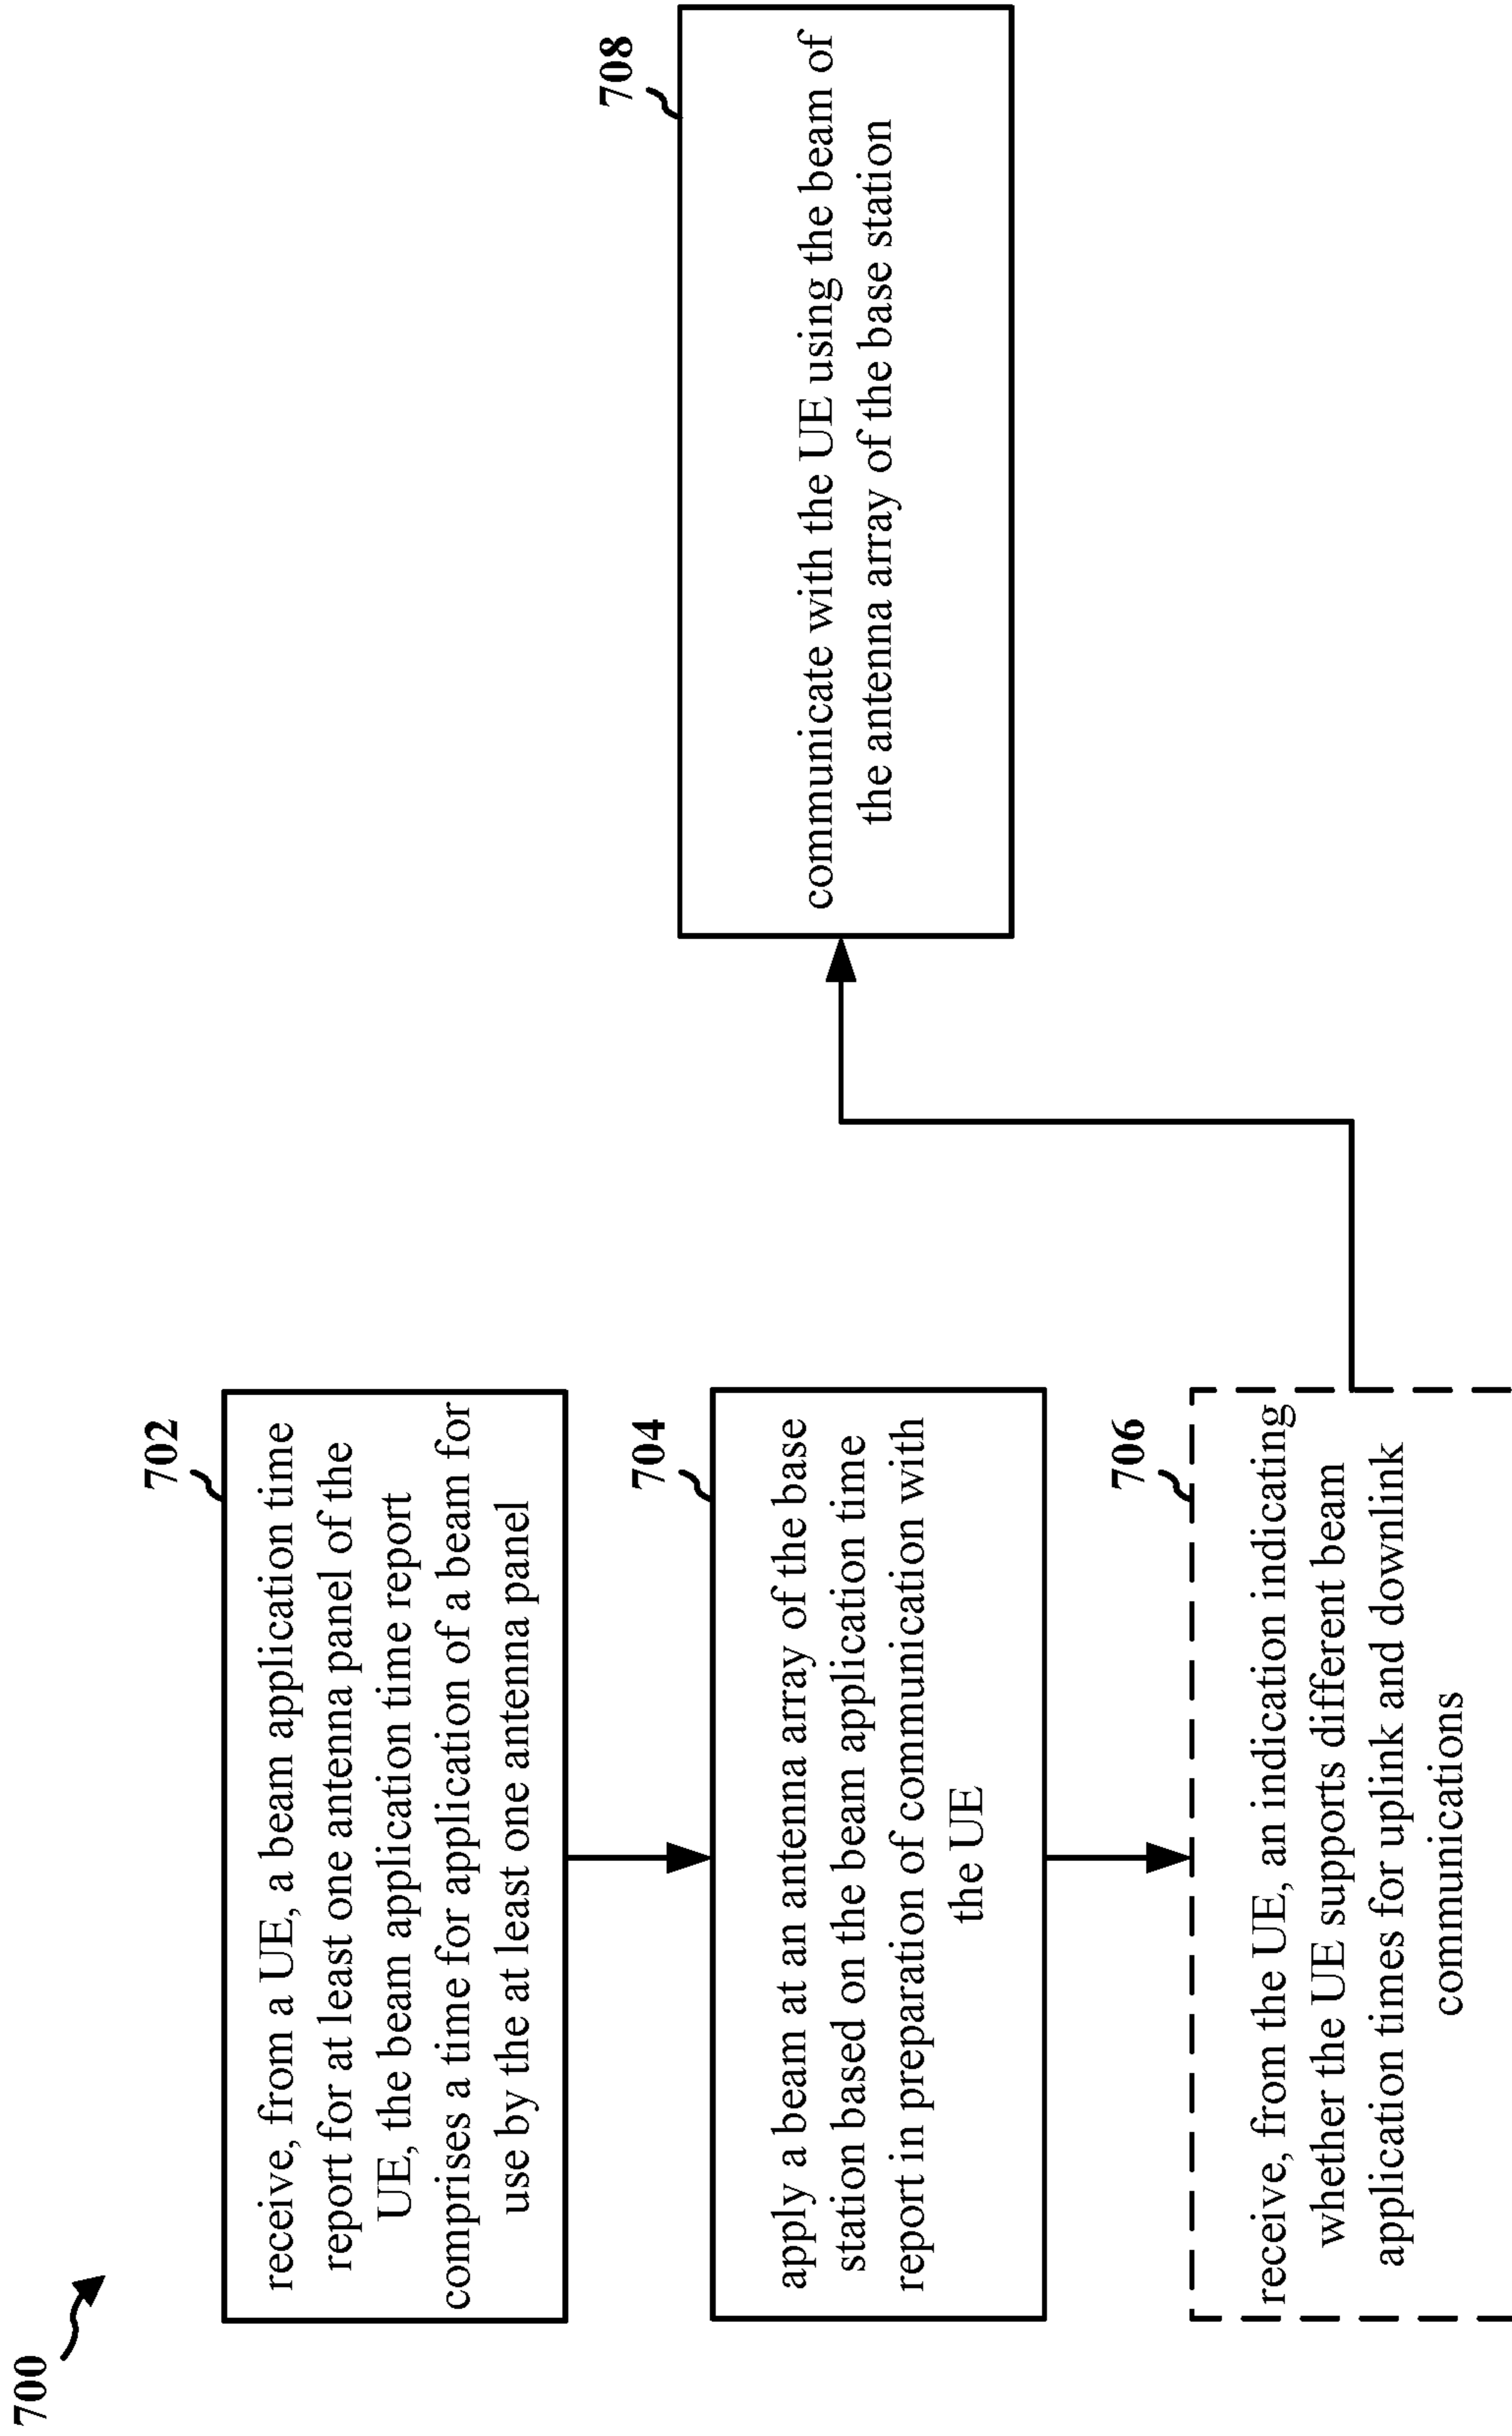 700
702
receive, from a UE, a beam application time
report for at least one antenna panel of the
UE, the beam application time report
comprises a time for application of a beam for
use by the at least one antenna panel
704
apply a beam at an antenna array of the base
station based on the beam application time
report in preparation of communication with
the UE
706
receive, from the UE, an indication indicating
whether the UE supports different beam
application times for uplink and downlink
communications
708
communicate with the UE using the beam of
the antenna array of the base station